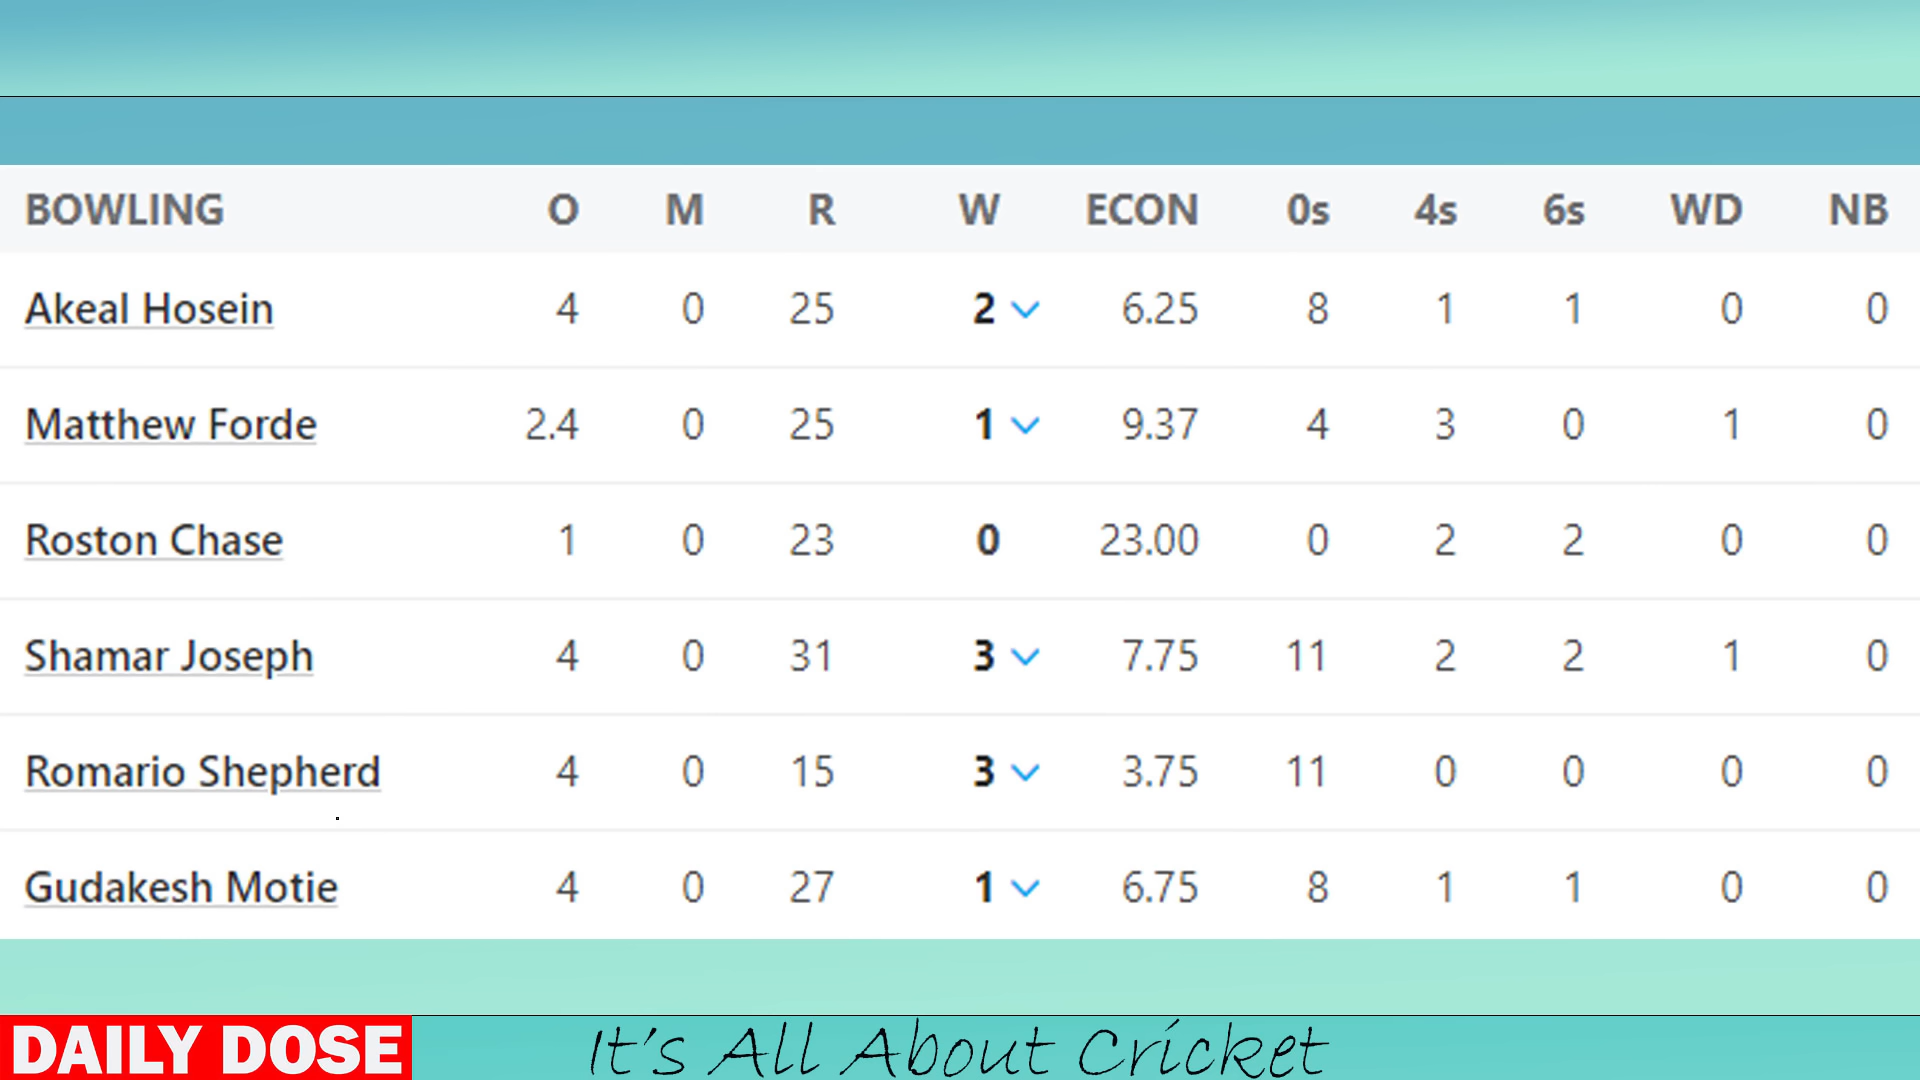 BOWLING O M R W ECON 0s 4s 6s WD NB
Akeal Hosein 4 0 25 2 6.25 8 1 1 0 0
Matthew Forde 2.4 0 25 1 9.37 4 3 0 1 0
Roston Chase 1 0 23 0 23.00 0 2 2 0 0
Shamar Joseph 4 0 31 3 7.75 11 2 2 1 0
Romario Shepherd 4 0 15 3 3.75 11 0 0 0 0
Gudakesh Motie 4 0 27 1 6.75 8 1 1 0 0
DAILY DOSE It's All About Cricket